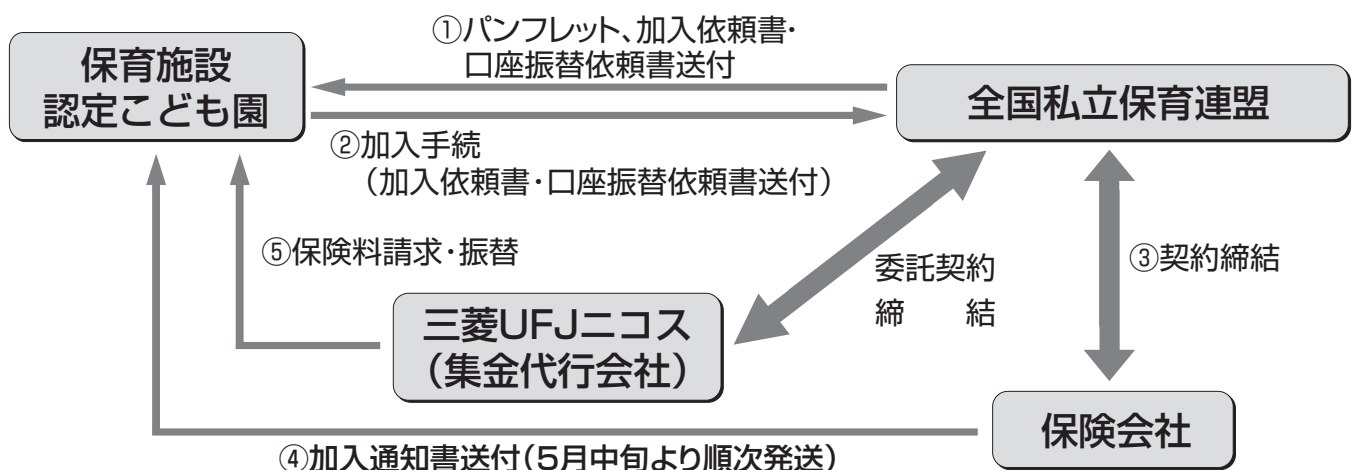 ①パンフレット、加入依頼書・
口座振替依頼書送付
保育施設
認定こども園
全国私立保育連盟
②加入手続
（加入依頼書・口座振替依頼書送付）
⑤保険料請求・振替
委託契約
締　結
③契約締結
三菱UFJニコス
（集金代行会社）
保険会社
④加入通知書送付（5月中旬より順次発送）